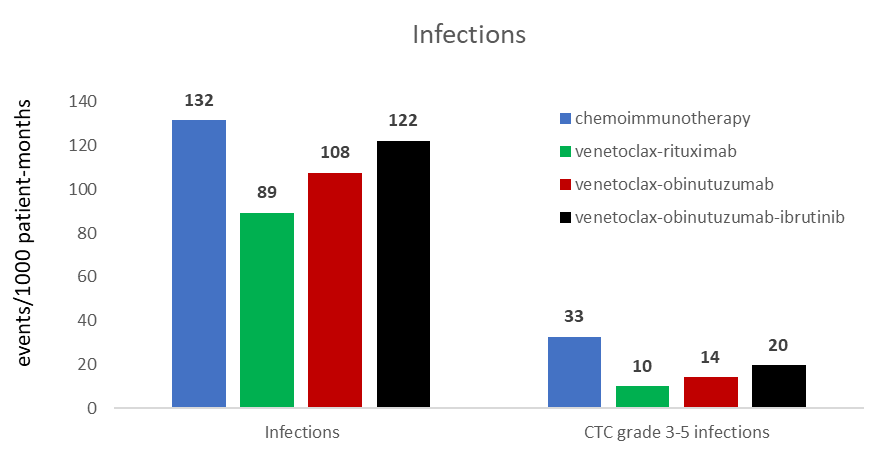 Infections
events/1000 patient-months
140
120
100
80
60
40
20
0
132
89
108
122
33
10
14
20
Infections
CTC grade 3-5 infections
chemoimmunotherapy
venetoclax-rituximab
venetoclax-obinutuzumab
venetoclax-obinutuzumab-ibrutinib